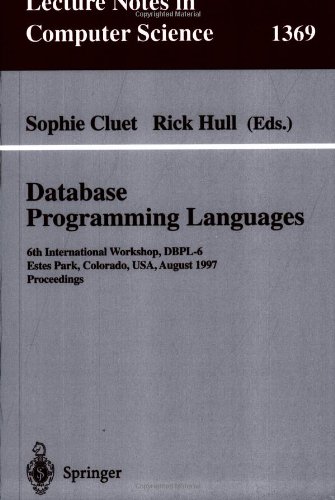 Lecture Notes in
Computer Science 1369
Sophie Cluet Rick Hull (Eds.)
Database
Programming Languages
6th International Workshop, DBPL-6
Estes Park, Colorado, USA, August 1997
Proceedings
Springer